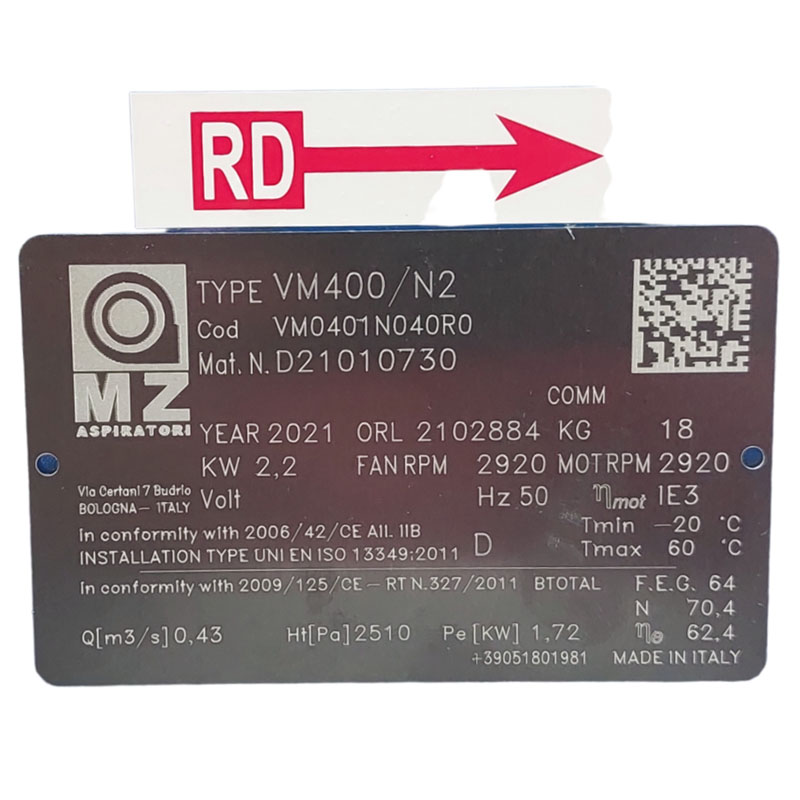 RD
TYPE VM400/N2
Cod VM0401N040R0
Mat. N. D21010730
MZ
ASPIRATORI
COMM
YEAR 2021 ORL 2102884 KG 18
KW 2,2 FAN RPM 2920 MOTRPM 2920
Via Certani 7 Budrio
BOLOGNA - ITALY
Volt Hz 50 ηmot IE3
in conformity with 2006/42/CE All. IIB
INSTALLATION TYPE UNI EN ISO 13349:2011 D
Tmin -20 °C
Tmax 60 °C
in conformity with 2009/125/CE - RT N.327/2011 BTOTAL F.E.G. 64
N 70,4
Q[m3/s]0,43 Ht[Pa]2510 Pe[KW] 1,72 ηe 62,4
+39051801981 MADE IN ITALY